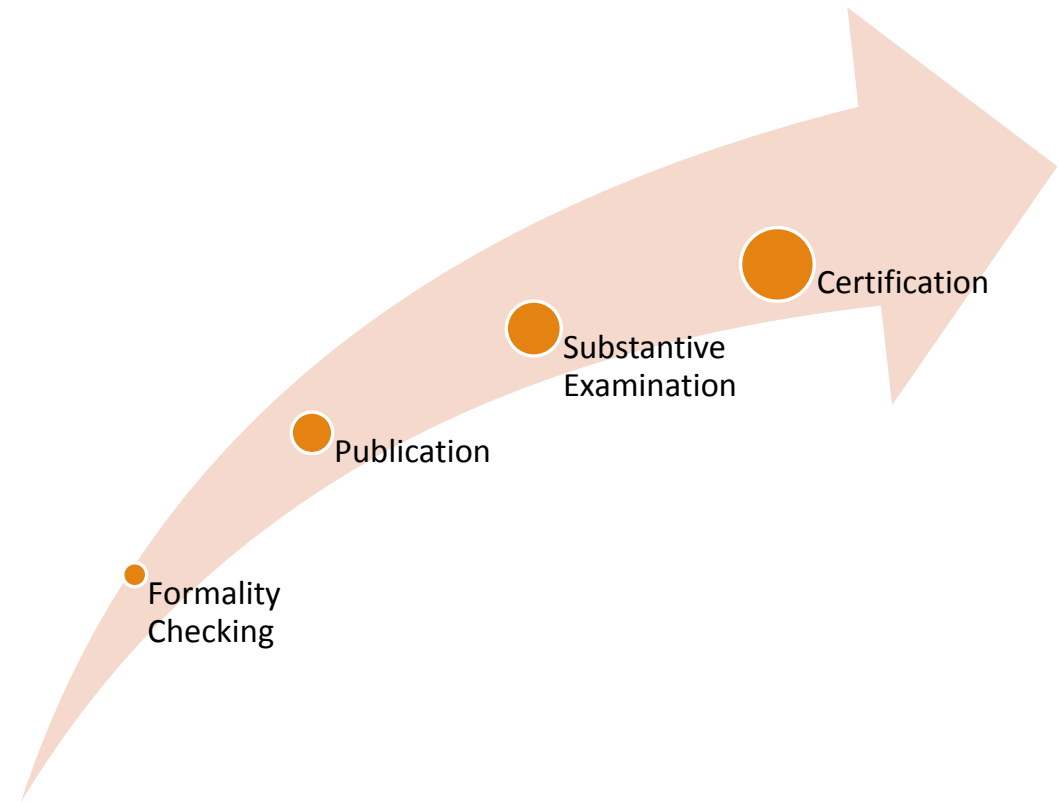 Formality
Checking
Publication
Substantive
Examination
Certification